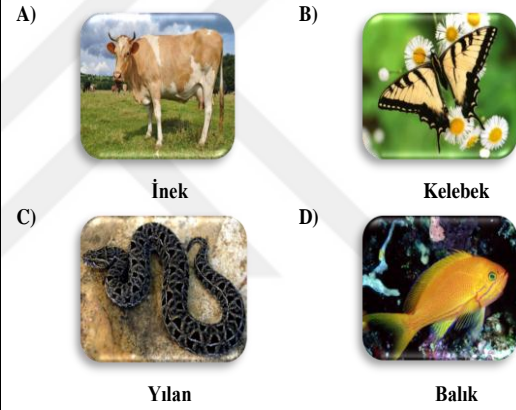 A)
B)
İnek
Kelebek
C)
D)
Yılan
Balık